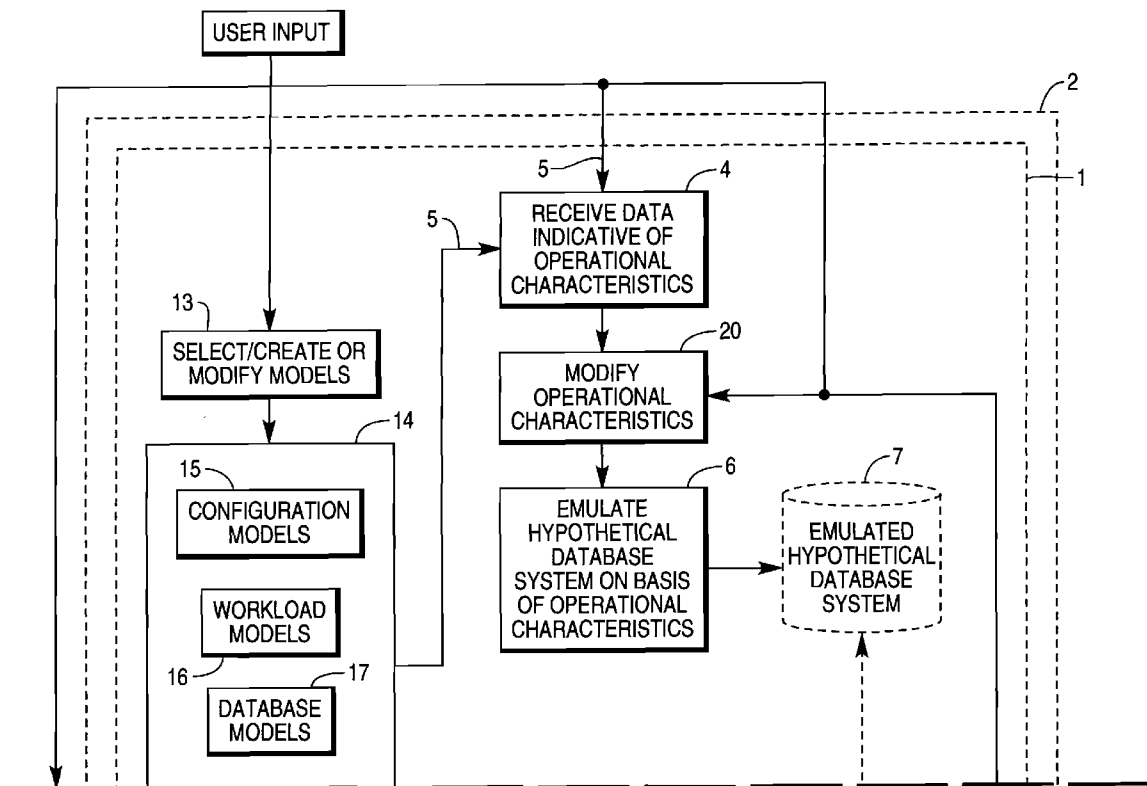 USER INPUT
2
1
5
4
RECEIVE DATA
INDICATIVE OF
OPERATIONAL
CHARACTERISTICS
5
13
SELECT/CREATE OR
MODIFY MODELS
20
MODIFY
OPERATIONAL
CHARACTERISTICS
14
15
CONFIGURATION
MODELS
WORKLOAD
MODELS
16
17
DATABASE
MODELS
6
EMULATE
HYPOTHETICAL
DATABASE
SYSTEM ON BASIS
OF OPERATIONAL
CHARACTERISTICS
7
EMULATED
HYPOTHETICAL
DATABASE
SYSTEM